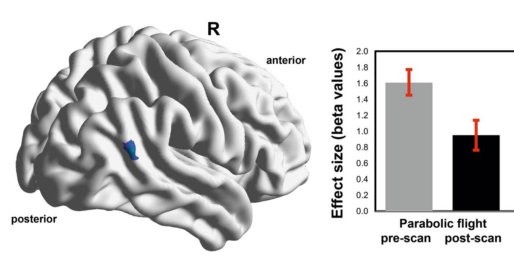 R
anterior
posterior
Effect size (beta values)
2.0
1.8
1.6
1.4
1.2
1.0
0.8
0.6
0.4
0.2
0.0
Parabolic flight
pre-scan post-scan